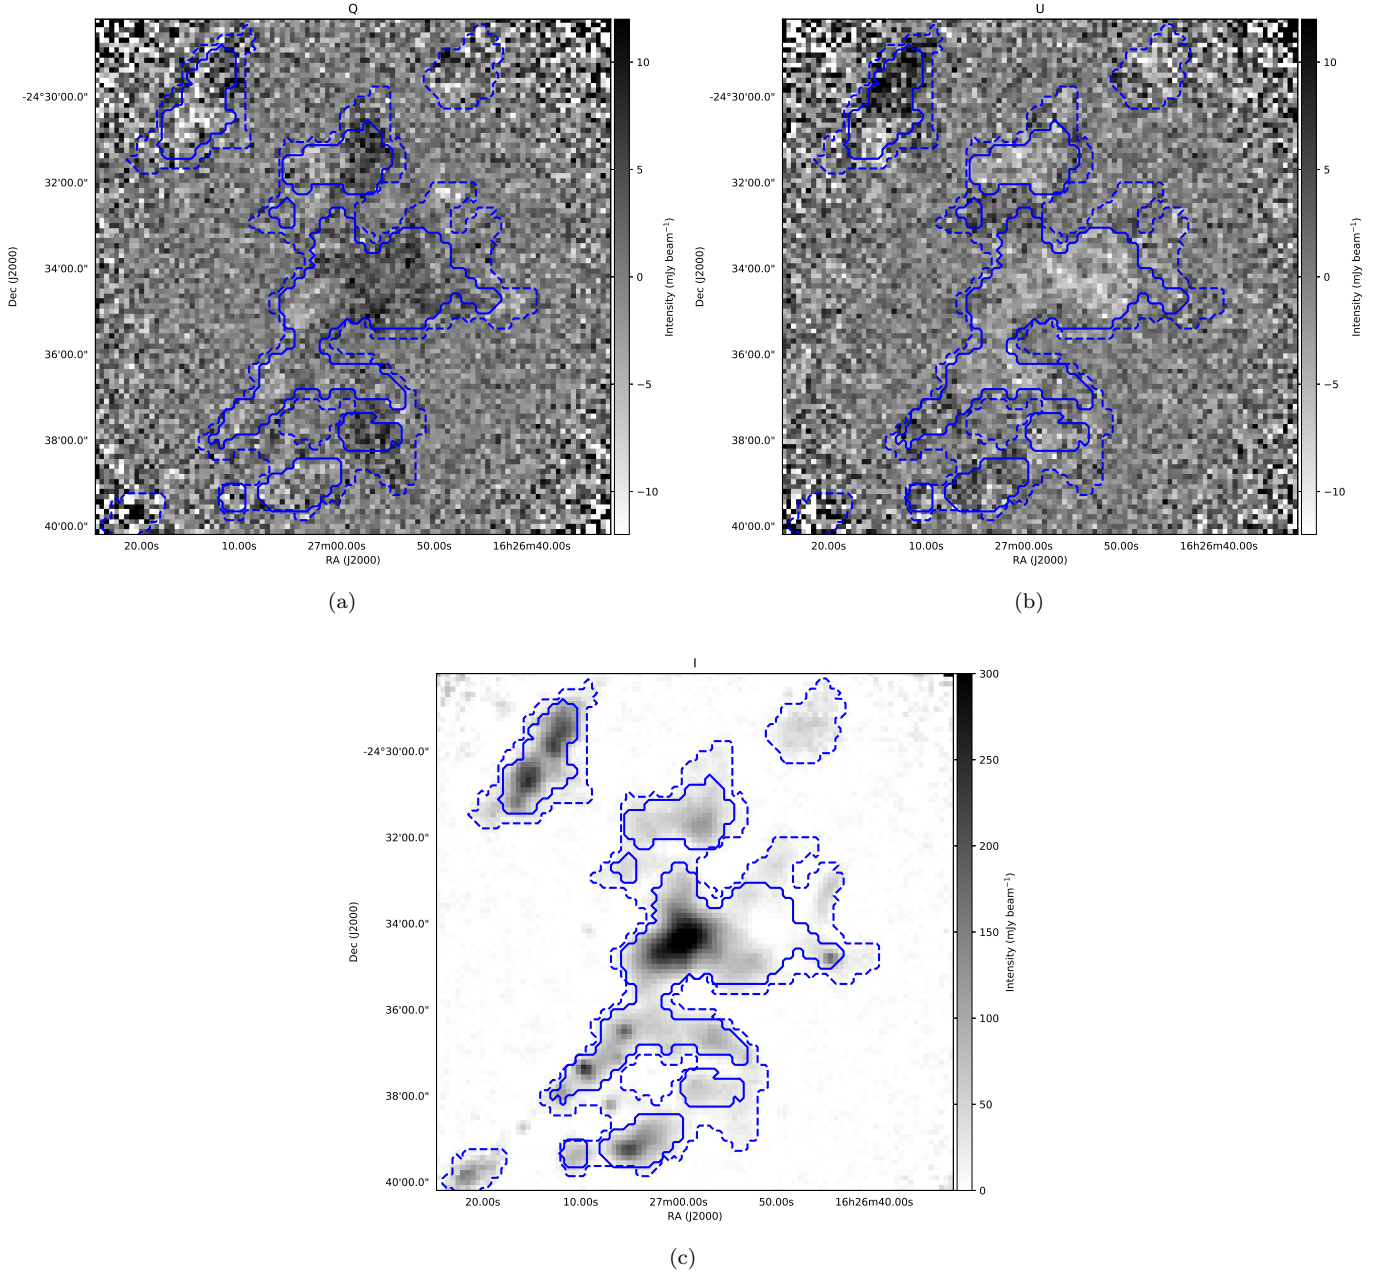 Q
U
Dec (J2000)
-24°30'00.0"
32'00.0"
34'00.0"
36'00.0"
38'00.0"
40'00.0"
20.00s 10.00s 27m00.00s 50.00s 16h26m40.00s
RA (J2000)
10
5
0
−5
−10
Intensity (mJy beam⁻¹)
Dec (J2000)
-24°30'00.0"
32'00.0"
34'00.0"
36'00.0"
38'00.0"
40'00.0"
20.00s 10.00s 27m00.00s 50.00s 16h26m40.00s
RA (J2000)
10
5
0
−5
−10
Intensity (mJy beam⁻¹)
(a)
(b)
I
Dec (J2000)
-24°30'00.0"
32'00.0"
34'00.0"
36'00.0"
38'00.0"
40'00.0"
20.00s 10.00s 27m00.00s 50.00s 16h26m40.00s
RA (J2000)
300
250
200
150
100
50
0
Intensity (mJy beam⁻¹)
(c)